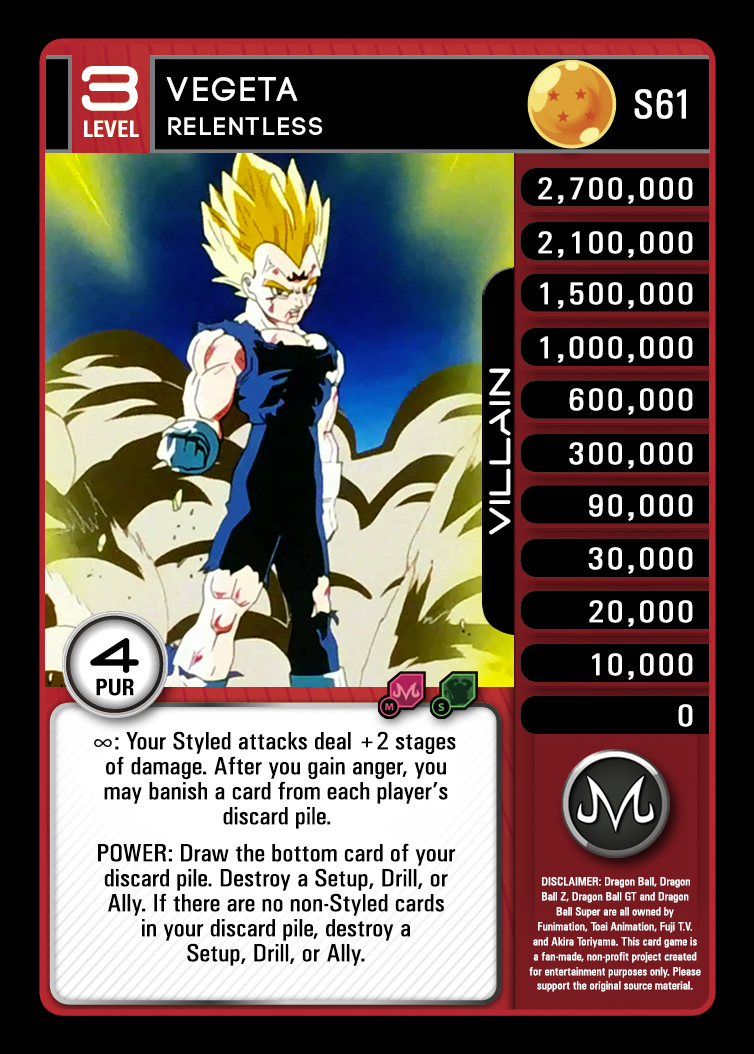 3
LEVEL
VEGETA
RELENTLESS
S61
2,700,000
2,100,000
1,500,000
1,000,000
600,000
300,000
90,000
30,000
20,000
10,000
0
VILLAIN
4
PUR
M
S
∞: Your Styled attacks deal +2 stages
of damage. After you gain anger, you
may banish a card from each player's
discard pile.
POWER: Draw the bottom card of your
discard pile. Destroy a Setup, Drill, or
Ally. If there are no non-Styled cards
in your discard pile, destroy a
Setup, Drill, or Ally.
DISCLAIMER: Dragon Ball, Dragon
Ball Z, Dragon Ball GT and Dragon
Ball Super are all owned by
Funimation, Toei Animation, Fuji T.V.
and Akira Toriyama. This card game is
a fan-made, non-profit project created
for entertainment purposes only. Please
support the original source material.